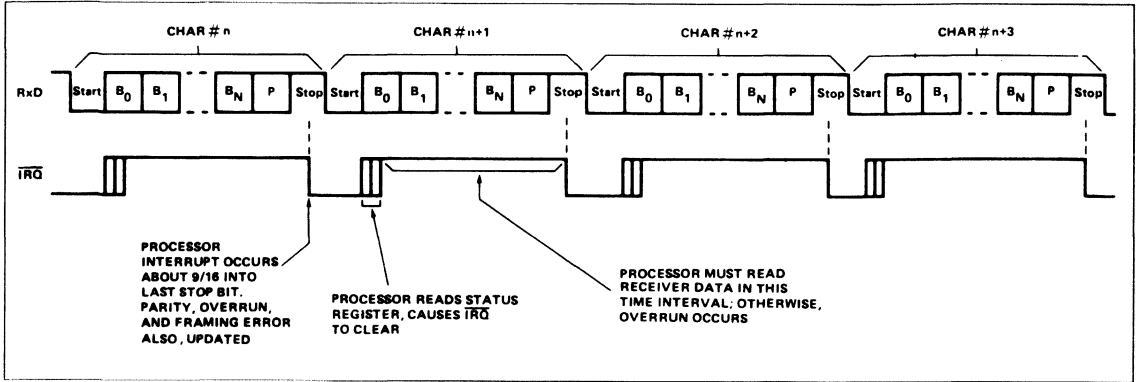 CHAR #n CHAR #n+1 CHAR #n+2 CHAR #n+3
RxD Start B0 B1 BN P Stop Start B0 B1 BN P Stop Start B0 B1 BN P Stop Start B0 B1 BN P Stop
IRQ
PROCESSOR
INTERRUPT OCCURS
ABOUT 9/16 INTO
LAST STOP BIT.
PARITY, OVERRUN,
AND FRAMING ERROR
ALSO, UPDATED
PROCESSOR READS STATUS
REGISTER, CAUSES IRQ
TO CLEAR
PROCESSOR MUST READ
RECEIVER DATA IN THIS
TIME INTERVAL; OTHERWISE,
OVERRUN OCCURS